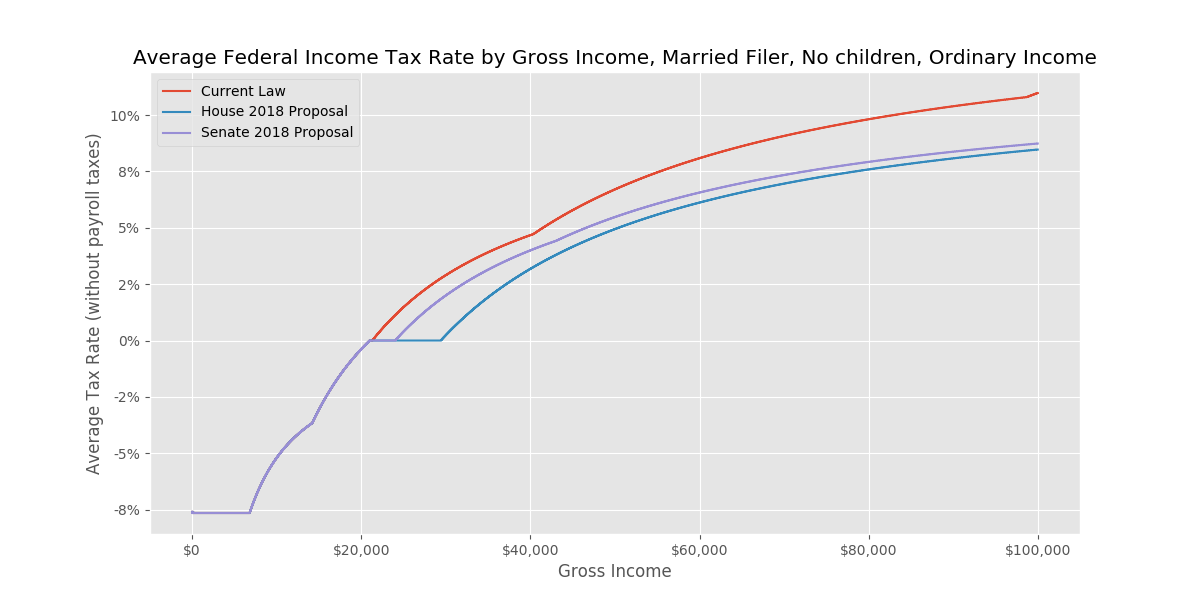 Average Federal Income Tax Rate by Gross Income, Married Filer, No children, Ordinary Income
Current Law
House 2018 Proposal
Senate 2018 Proposal
Average Tax Rate (without payroll taxes)
10%
8%
5%
2%
0%
-2%
-5%
-8%
$0
$20,000
$40,000
$60,000
$80,000
$100,000
Gross Income